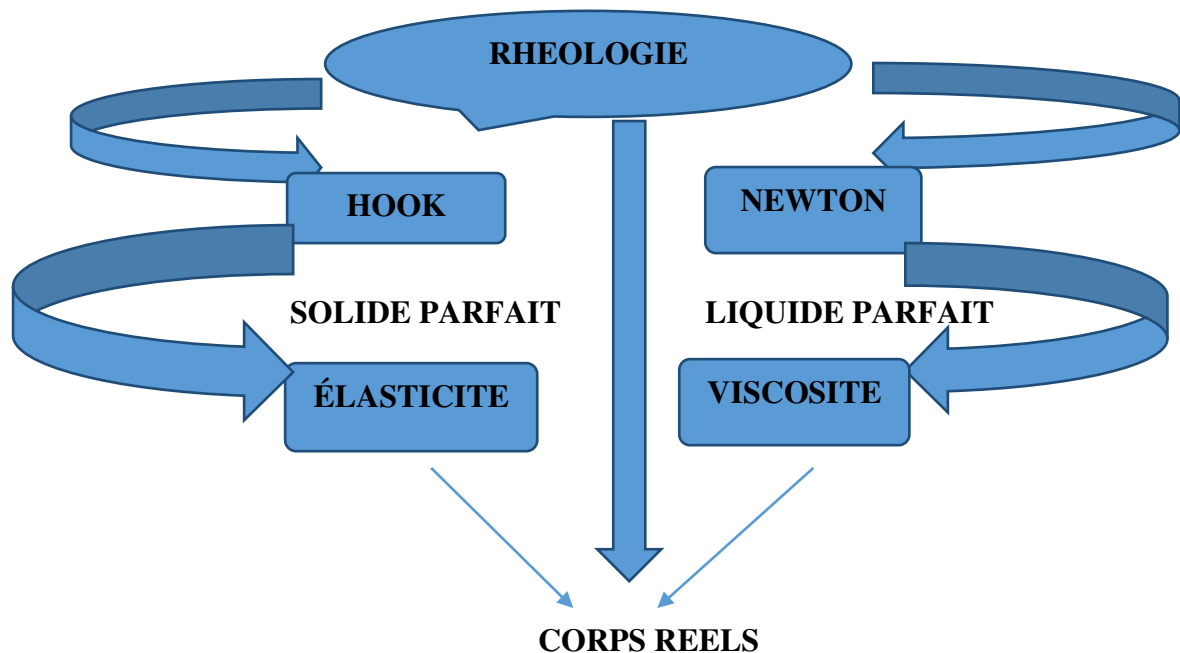 RHEOLOGIE
HOOK
NEWTON
SOLIDE PARFAIT
LIQUIDE PARFAIT
ÉLASTICITE
VISCOSITE
CORPS REELS